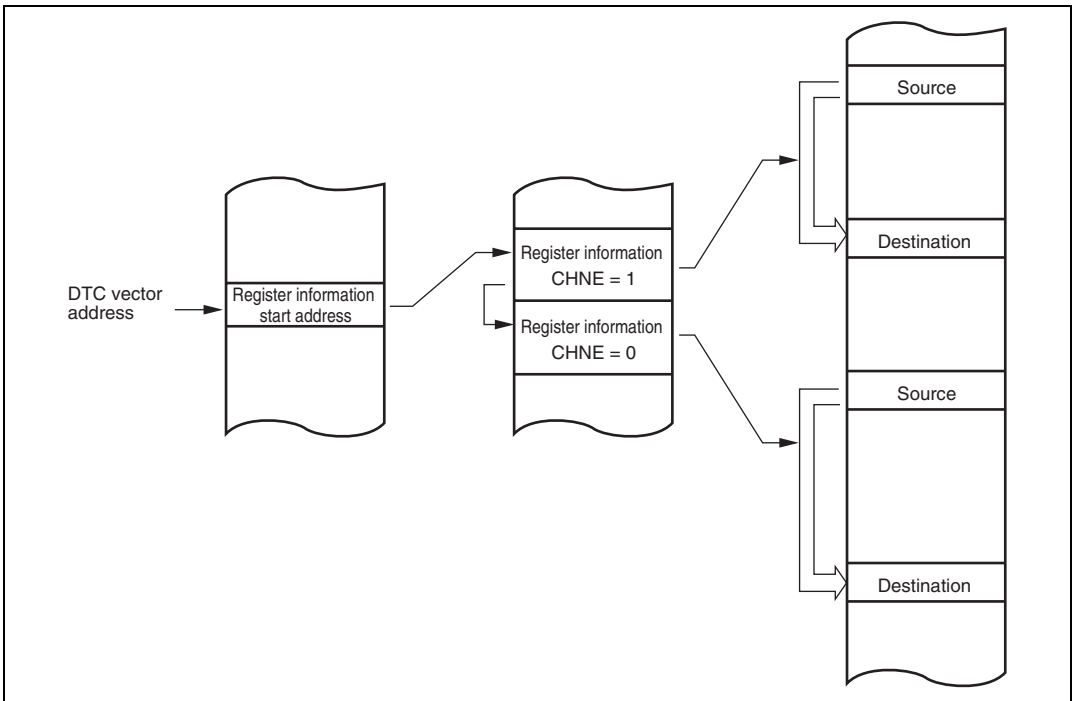 DTC vector
address
Register information
start address
Register information
CHNE = 1
Register information
CHNE = 0
Source
Destination
Source
Destination